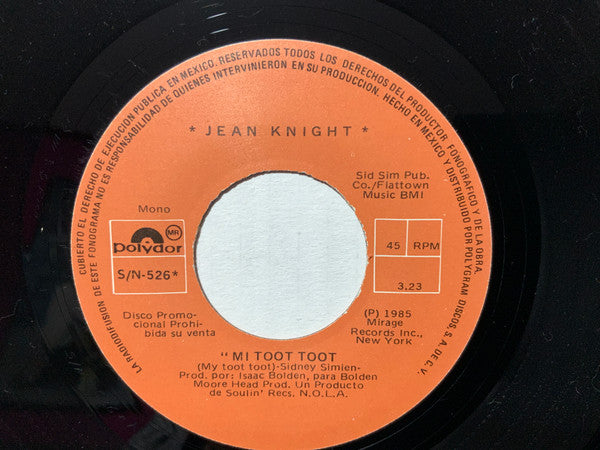 CUBIERTO EL DERECHO DE EJECUCION PUBLICA EN MEXICO. RESERVADOS TODOS LOS DERECHOS DEL PRODUCTOR FONOGRAFICO Y DE LA OBRA.
LA RADIODIFUSION DE ESTE FONOGRAMA NO ES RESPONSABILIDAD DE QUIENES INTERVINIERON EN SU PRODUCCION. HECHO EN MEXICO Y DISTRIBUIDO POR POLYGRAM DISCOS, S. A. DE C. V.
* JEAN KNIGHT *
Sid Sim Pub.
Co./Flattown
Music BMI
Mono
MR
polydor
S/N-526*
45 RPM
3.23
Disco Promo-
cional Prohi-
bida su venta
(P) 1985
Mirage
Records Inc.,
New York
"MI TOOT TOOT
(My toot toot)-Sidney Simien-
Prod. por: Isaac Bolden, para Bolden
Moore Head Prod. Un Producto
de Soulin' Recs. N.O.L.A.